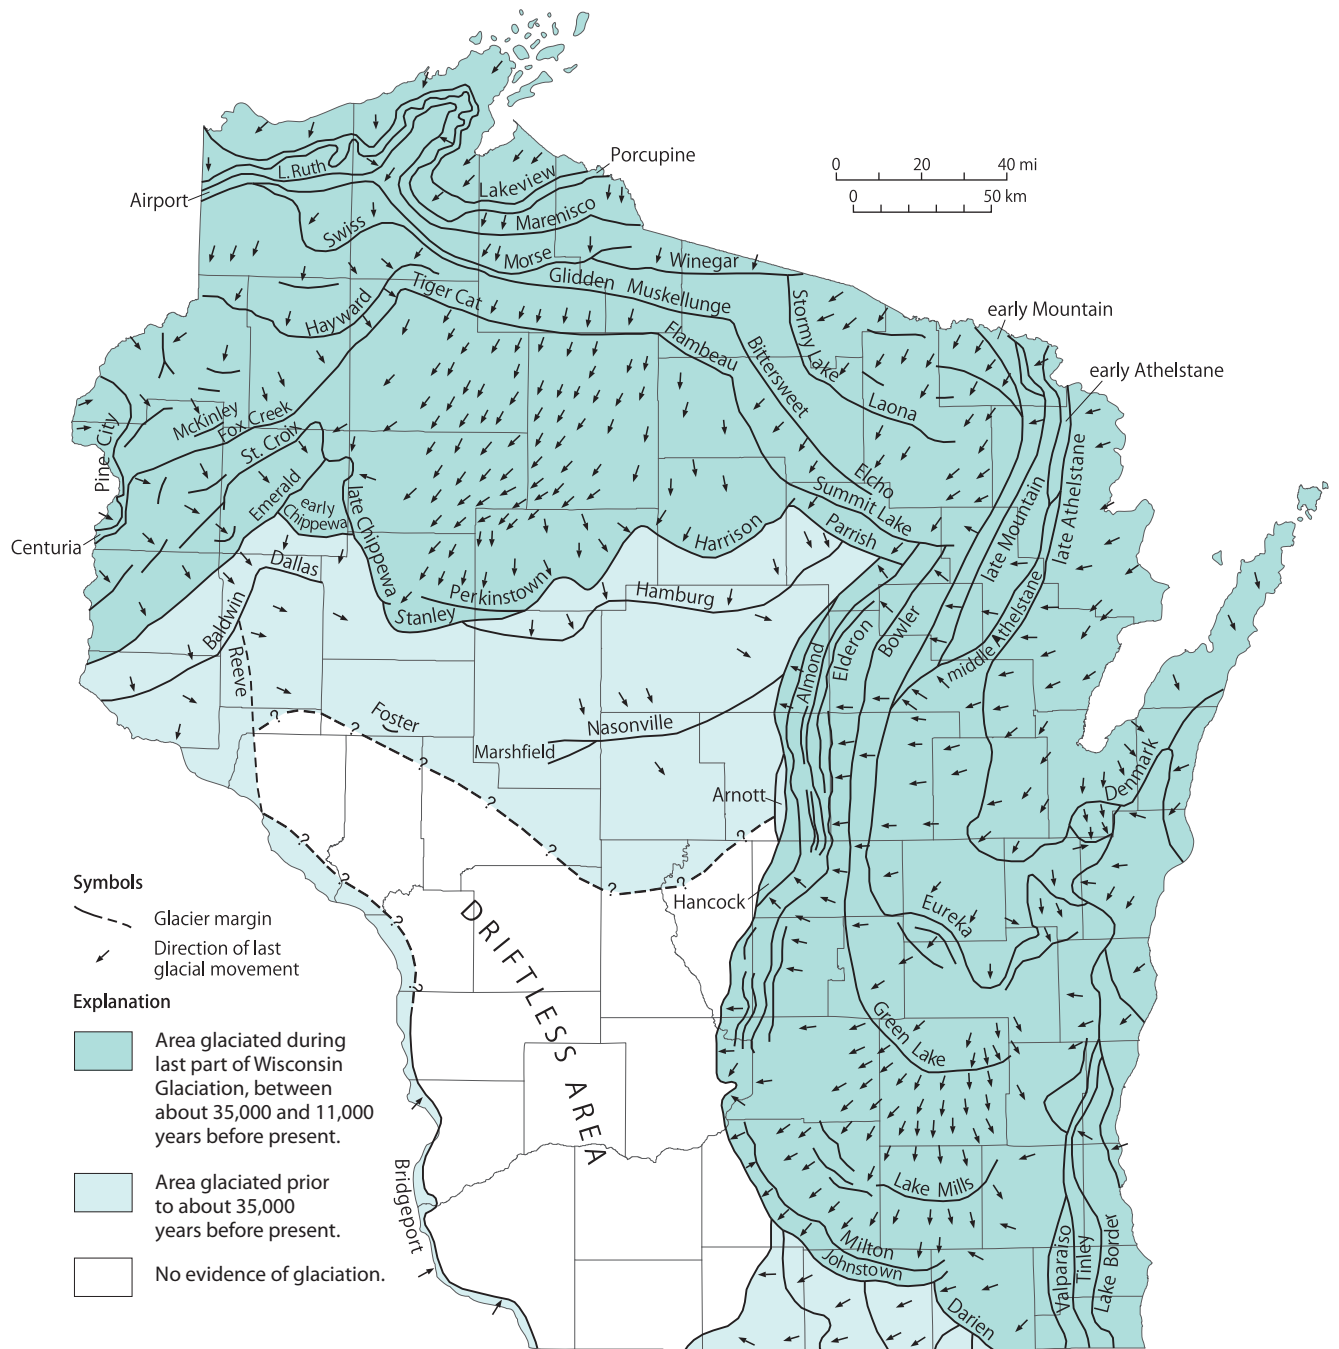 Porcupine
0
20
40 mi
0
50 km
L. Ruth
Lakeview
Airport
Marenisco
Swiss
Morse
Winegar
Glidden
Muskellunge
Tiger Cat
Hayward
Stormy Lake
early Mountain
Flambeau
Bittersweet
early Athelstane
Laona
McKinley
Fox Creek
Pine City
St. Croix
Elcho
late Athelstane
late Mountain
Emerald
early
Chippewa
late Chippewa
Summit Lake
Harrison
Parrish
Centuria
Dallas
Perkinstown
Hamburg
Stanley
Baldwin
Reeve
Almond
Elderon
Bowler
middle Athelstane
?
?
Foster
Nasonville
Marshfield
?
Denmark
Arnott
?
?
?
?
?
?
?
Hancock
?
?
Eureka
DRIFTLESS AREA
Green Lake
Bridgeport
Lake Mills
Milton
Johnstown
Darien
Valparaiso
Tinley
Lake Border
Symbols
Glacier margin
Direction of last
glacial movement
Explanation
Area glaciated during
last part of Wisconsin
Glaciation, between
about 35,000 and 11,000
years before present.
Area glaciated prior
to about 35,000
years before present.
No evidence of glaciation.